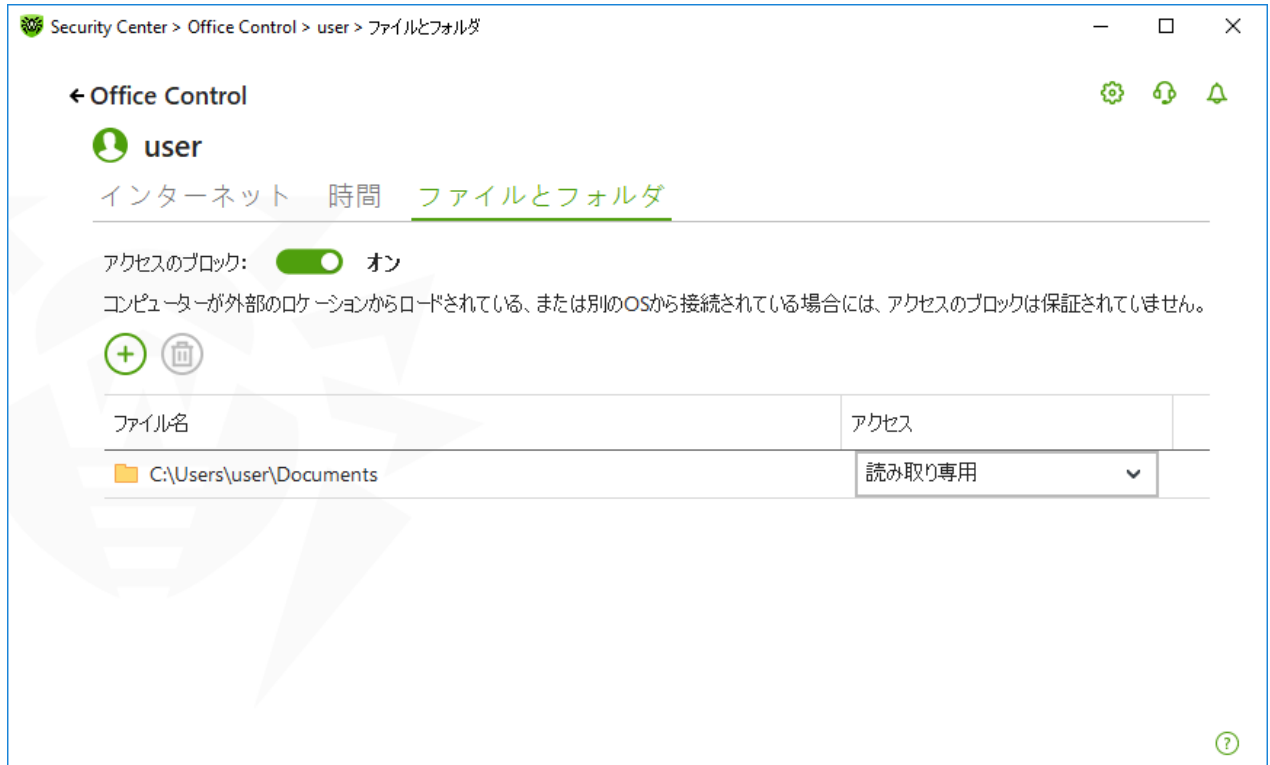 Security Center > Office Control > user > ファイルとフォルダ
Office Control
user
インターネット 時間 ファイルとフォルダ
アクセスのブロック: オン
コンピューターが外部のロケーションからロードされている、または別のOSから接続されている場合には、アクセスのブロックは保証されていません。
ファイル名 アクセス
C:\Users\user\Documents 読み取り専用